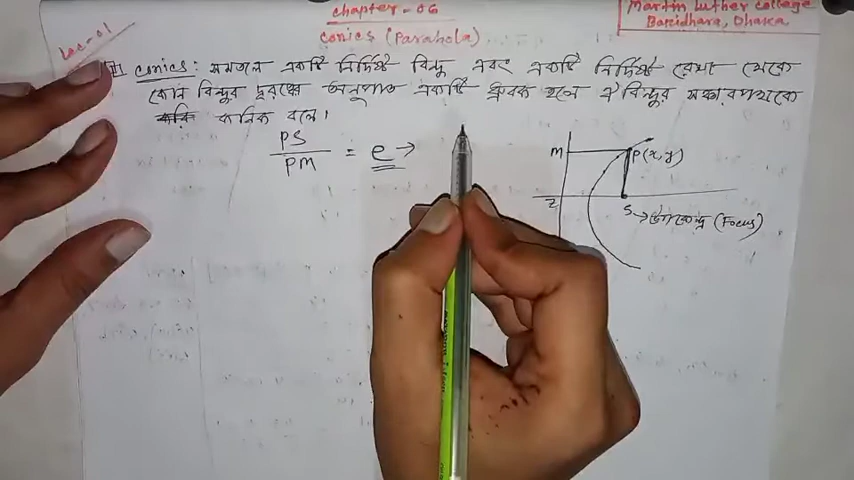 chapter - 06
Conics (Parabola)
Martin Luther college
Baridhara, Dhaka
Lec-01
conics: সমতলে একটি নির্দিষ্ট বিন্দু এবং একটি নির্দিষ্ট রেখা থেকে
কোন বিন্দুর দূরত্বের অনুপাত একটি ধ্রুবক হলে ঐ বিন্দুর সঞ্চারপথকে
কনিক বলে।
PS/PM = e →
M P(x, y)
Z S → উপকেন্দ্র (Focus)